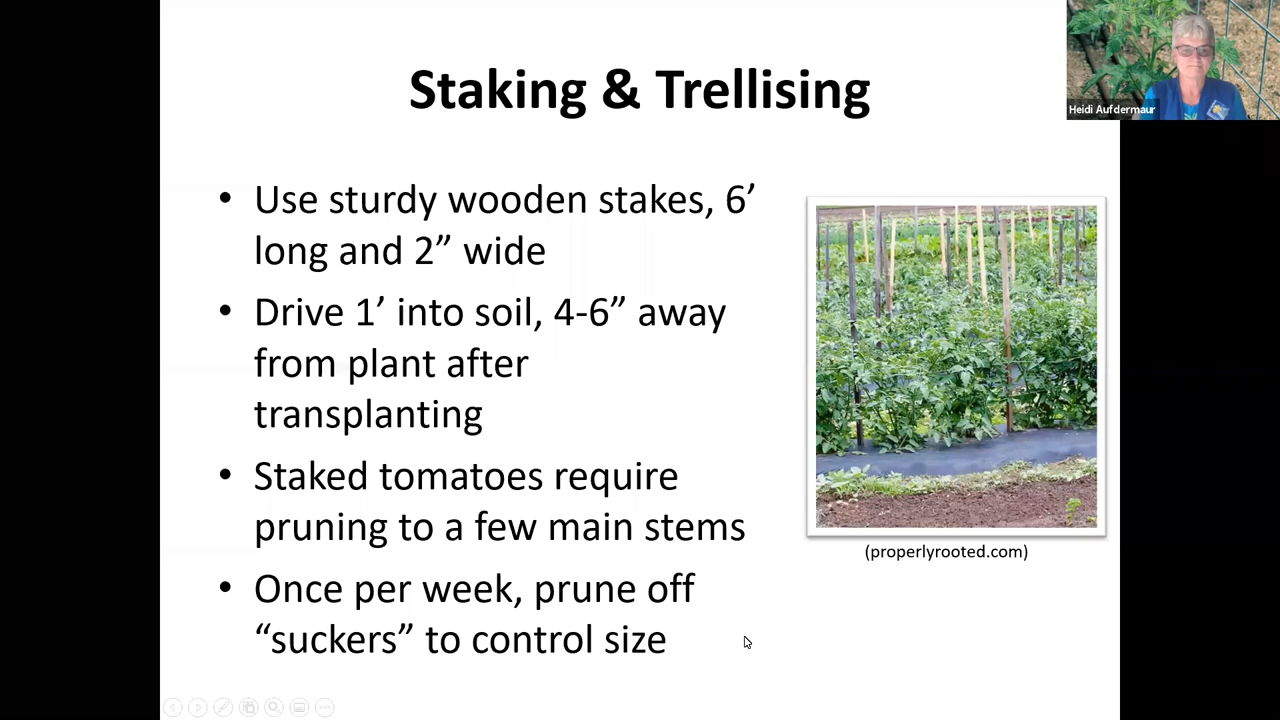 Staking & Trellising
Heidi Aufdermaur
• Use sturdy wooden stakes, 6’
long and 2” wide
• Drive 1’ into soil, 4-6” away
from plant after
transplanting
• Staked tomatoes require
pruning to a few main stems
• Once per week, prune off
“suckers” to control size
(properlyrooted.com)